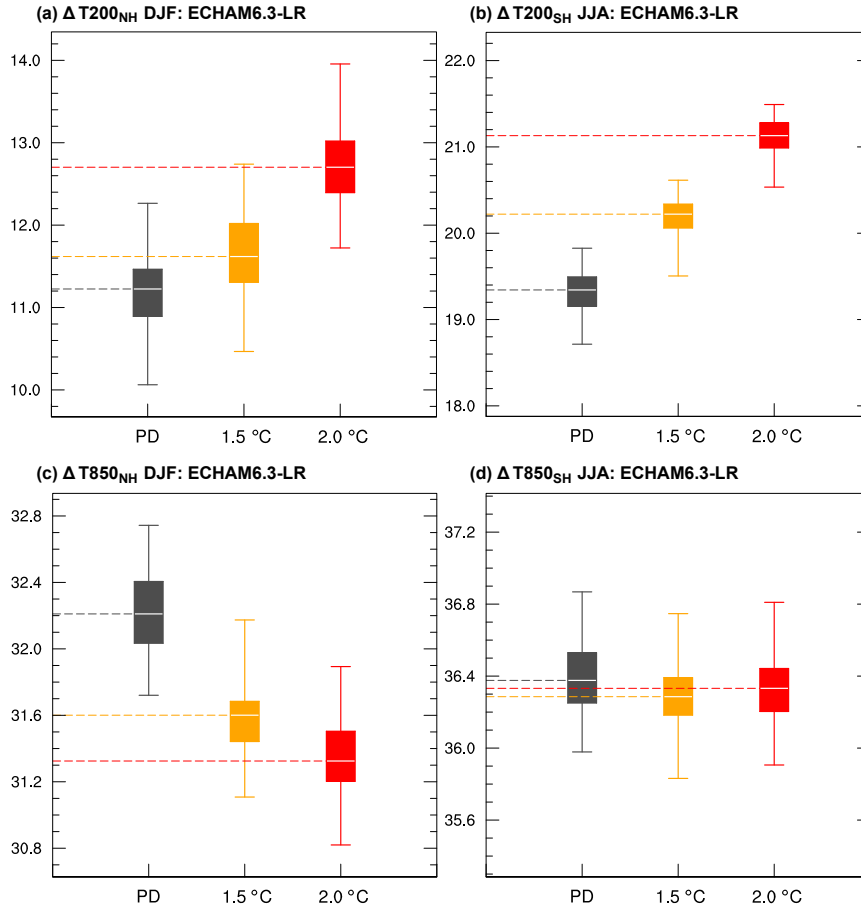 (a) Δ T200NH DJF: ECHAM6.3-LR
14.0
13.0
12.0
11.0
10.0
PD 1.5 °C 2.0 °C
(b) Δ T200SH JJA: ECHAM6.3-LR
22.0
21.0
20.0
19.0
18.0
PD 1.5 °C 2.0 °C
(c) Δ T850NH DJF: ECHAM6.3-LR
32.8
32.4
32.0
31.6
31.2
30.8
PD 1.5 °C 2.0 °C
(d) Δ T850SH JJA: ECHAM6.3-LR
37.2
36.8
36.4
36.0
35.6
PD 1.5 °C 2.0 °C